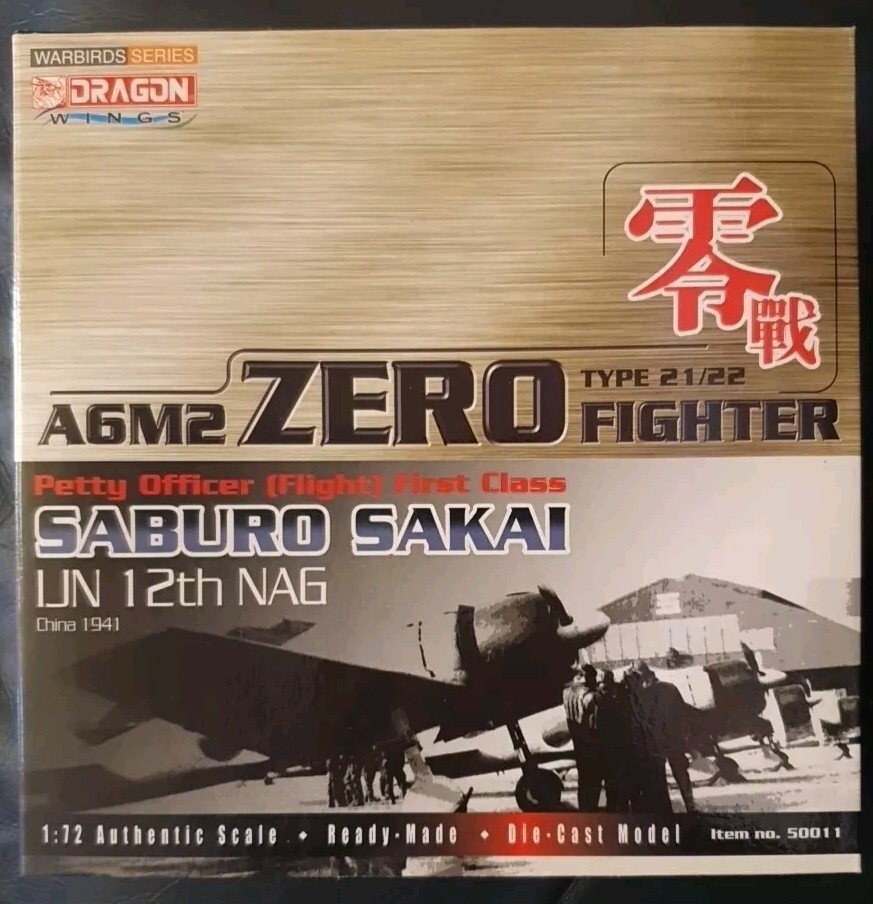 WARBIRDS SERIES
DRAGON
WINGS
零戰
A6M2 ZERO TYPE 21/22 FIGHTER
Petty Officer (Flight) First Class
SABURO SAKAI
IJN 12th NAG
China 1941
1:72 Authentic Scale • Ready-Made • Die-Cast Model Item no. 50011